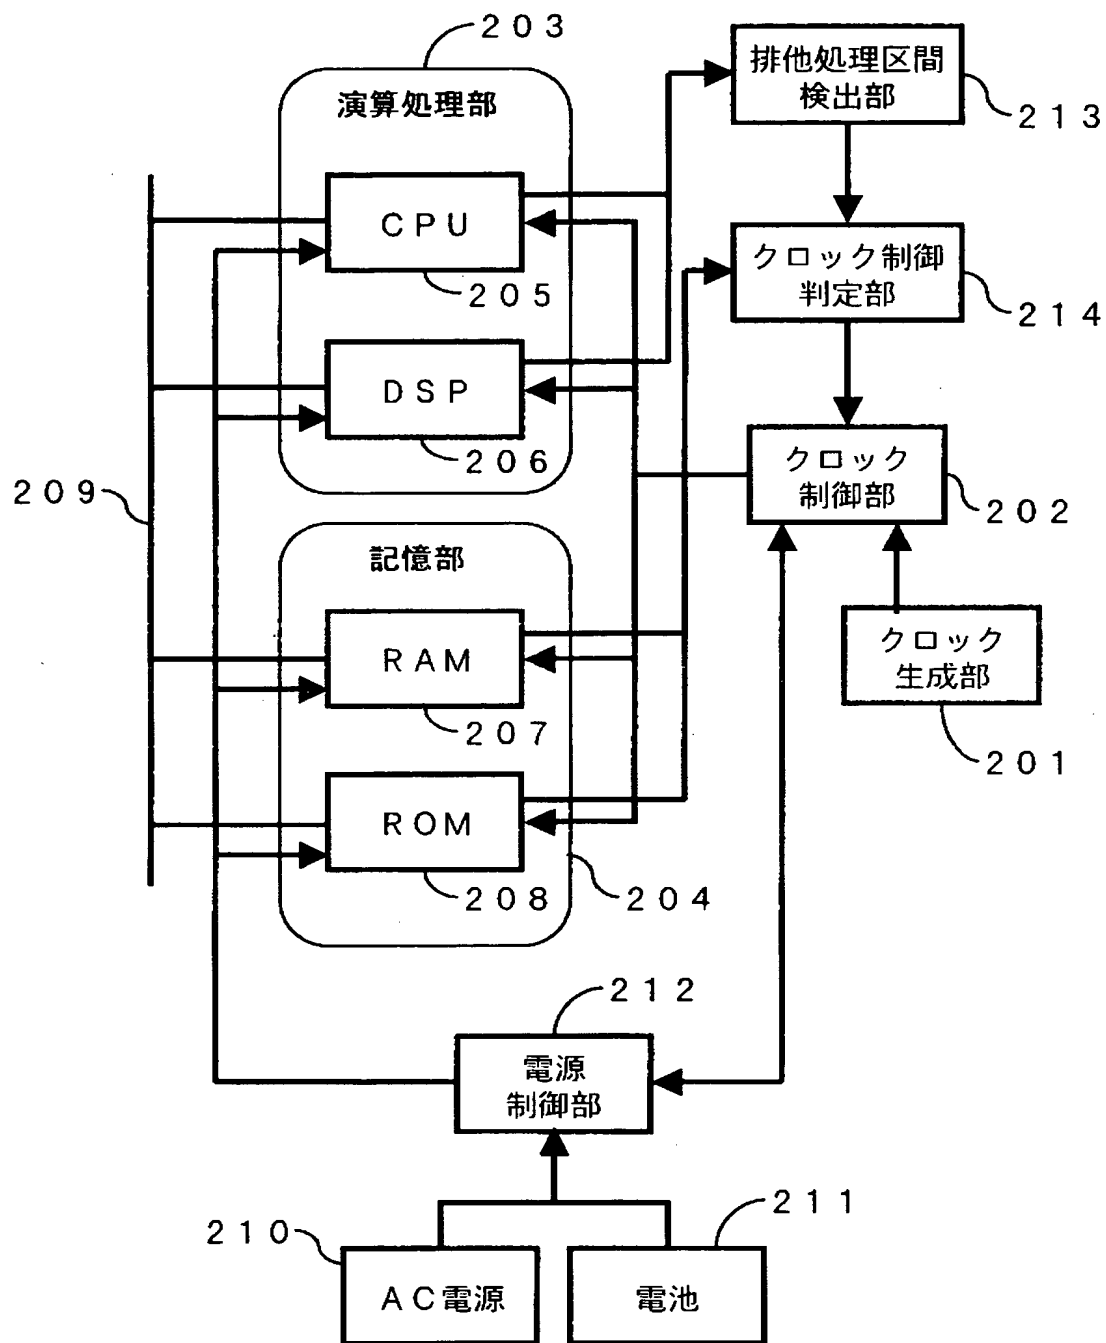 ２０３
演算処理部
排他処理区間
検出部
２１３
ＣＰＵ
２０５
クロック制御
判定部
２１４
ＤＳＰ
２０６
クロック
制御部
２０２
２０９
記憶部
ＲＡＭ
２０７
クロック
生成部
２０１
ＲＯＭ
２０８
２０４
２１２
電源
制御部
２１０
２１１
ＡＣ電源
電池